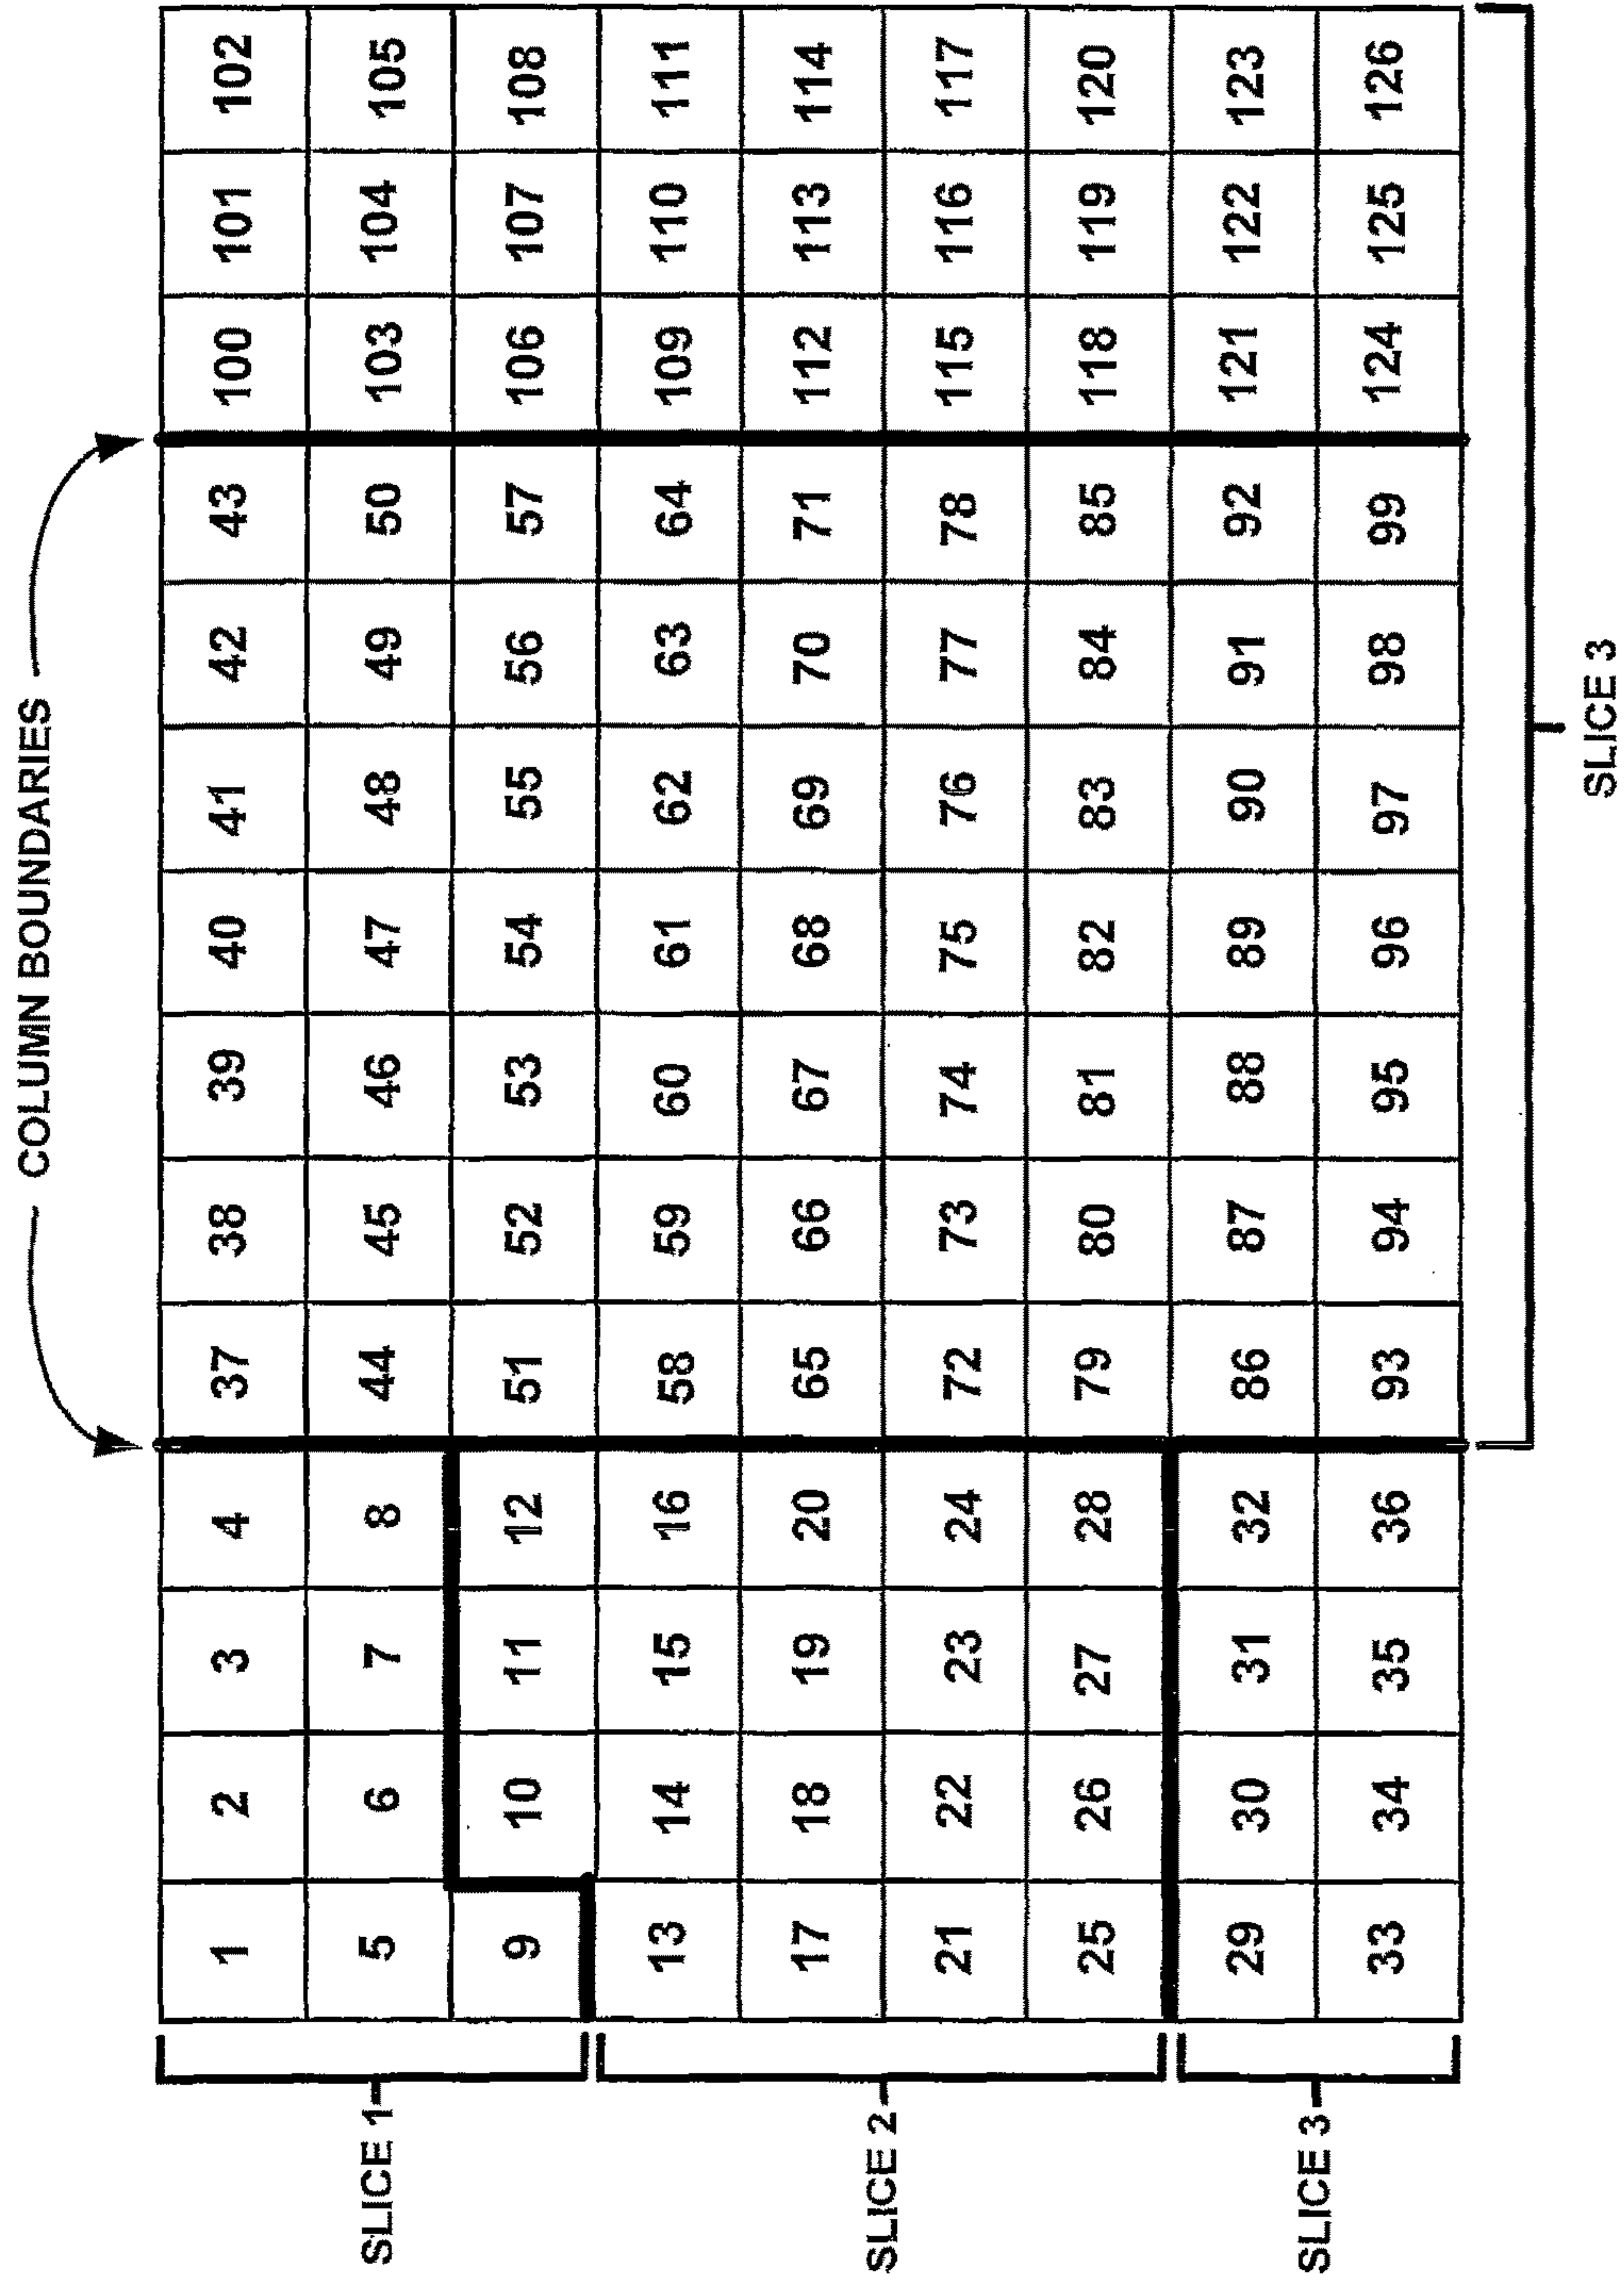 COLUMN BOUNDARIES
1 2 3 4 37 38 39 40 41 42 43 100 101 102
SLICE 1 5 6 7 8 44 45 46 47 48 49 50 103 104 105
9 10 11 12 51 52 53 54 55 56 57 106 107 108
13 14 15 16 58 59 60 61 62 63 64 109 110 111
17 18 19 20 65 66 67 68 69 70 71 112 113 114
SLICE 2 21 22 23 24 72 73 74 75 76 77 78 115 116 117
25 26 27 28 79 80 81 82 83 84 85 118 119 120
29 30 31 32 86 87 88 89 90 91 92 121 122 123
SLICE 3 33 34 35 36 93 94 95 96 97 98 99 124 125 126
SLICE 3